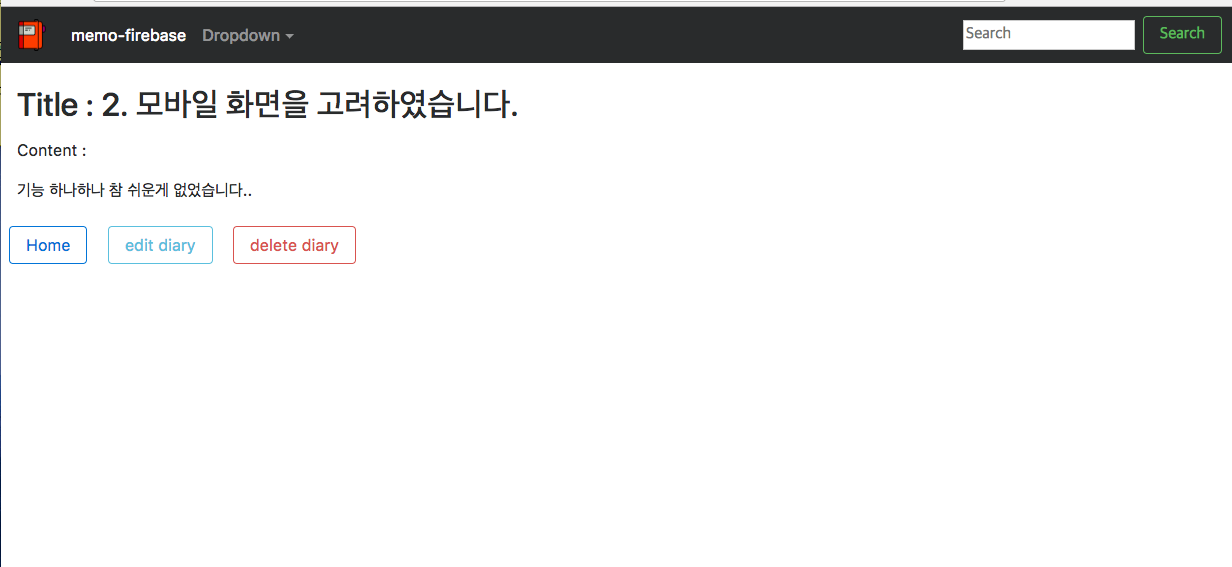 memo-firebase Dropdown Search Search
Title : 2. 모바일 화면을 고려하였습니다.
Content :
기능 하나하나 참 쉬운게 없었습니다..
Home edit diary delete diary